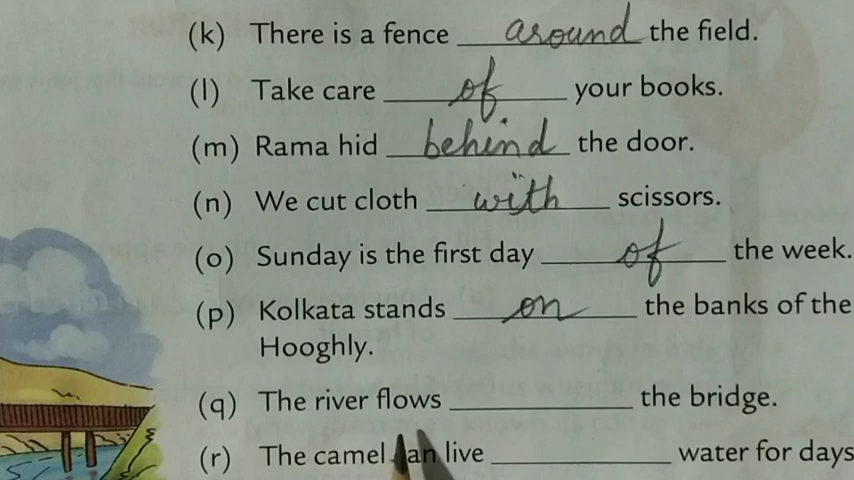 (k) There is a fence around the field.
(l) Take care of your books.
(m) Rama hid behind the door.
(n) We cut cloth with scissors.
(o) Sunday is the first day of the week.
(p) Kolkata stands on the banks of the
Hooghly.
(q) The river flows ____________ the bridge.
(r) The camel can live ____________ water for days